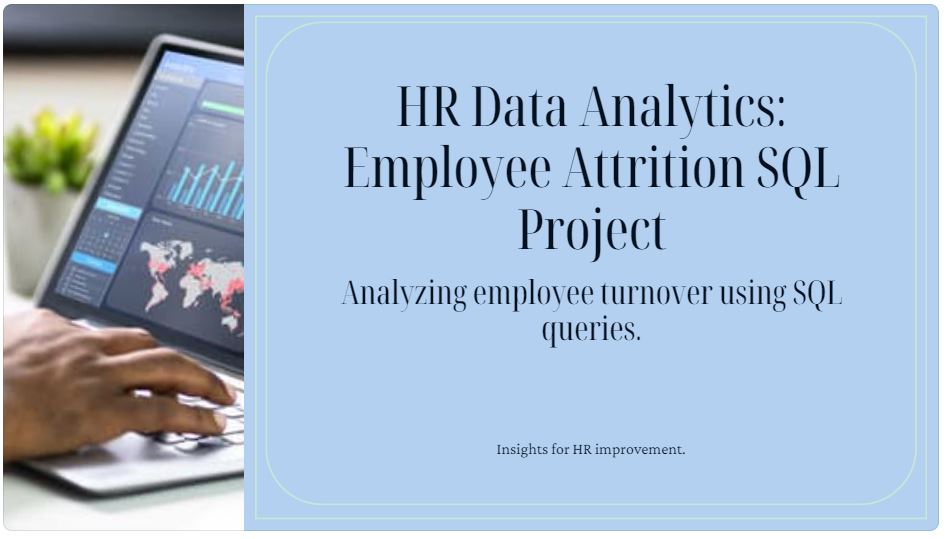 HR Data Analytics:
Employee Attrition SQL
Project
Analyzing employee turnover using SQL
queries.
Insights for HR improvement.